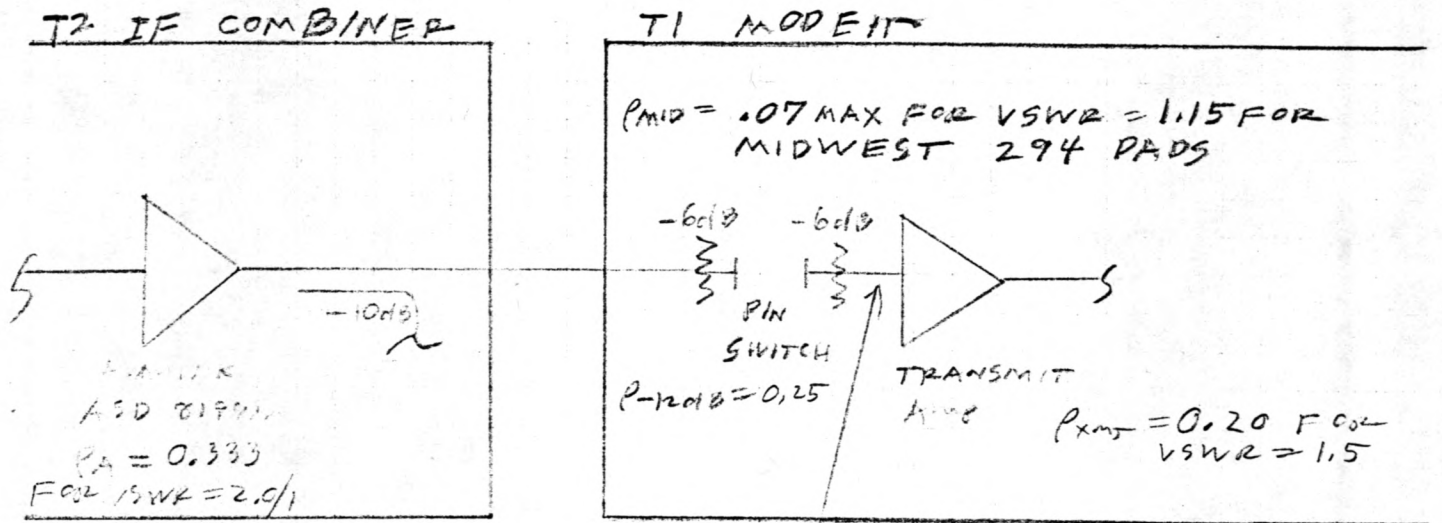 T2 IF COMBINER
T1 MODEM
ρMID = .07 MAX FOR VSWR = 1.15 FOR
MIDWEST 294 PADS
-6dB
-6dB
-10dB
PIN
SWITCH
ρ-12dB = 0.25
TRANSMIT
AMP
ASD
ρA = 0.333
FOR VSWR = 2.0/1
ρXMT = 0.20 FOR
VSWR = 1.5